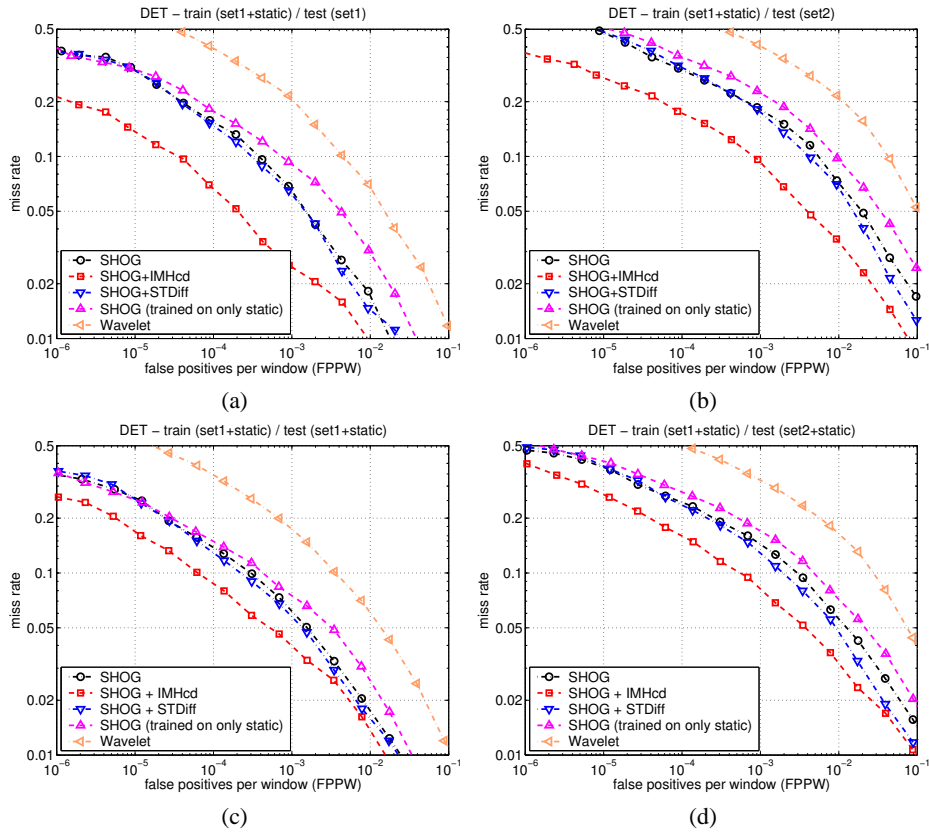 DET − train (set1+static) / test (set1)
0.5
0.2
0.1
0.05
0.02
0.01
miss rate
SHOG
SHOG+IMHcd
SHOG+STDiff
SHOG (trained on only static)
Wavelet
10^−6 10^−5 10^−4 10^−3 10^−2 10^−1
false positives per window (FPPW)
(a)
DET − train (set1+static) / test (set2)
0.5
0.2
0.1
0.05
0.02
0.01
miss rate
SHOG
SHOG+IMHcd
SHOG+STDiff
SHOG (trained on only static)
Wavelet
10^−6 10^−5 10^−4 10^−3 10^−2 10^−1
false positives per window (FPPW)
(b)
DET − train (set1+static) / test (set1+static)
0.5
0.2
0.1
0.05
0.02
0.01
miss rate
SHOG
SHOG + IMHcd
SHOG + STDiff
SHOG (trained on only static)
Wavelet
10^−6 10^−5 10^−4 10^−3 10^−2 10^−1
false positives per window (FPPW)
(c)
DET − train (set1+static) / test (set2+static)
0.5
0.2
0.1
0.05
0.02
0.01
miss rate
SHOG
SHOG + IMHcd
SHOG + STDiff
SHOG (trained on only static)
Wavelet
10^−6 10^−5 10^−4 10^−3 10^−2 10^−1
false positives per window (FPPW)
(d)